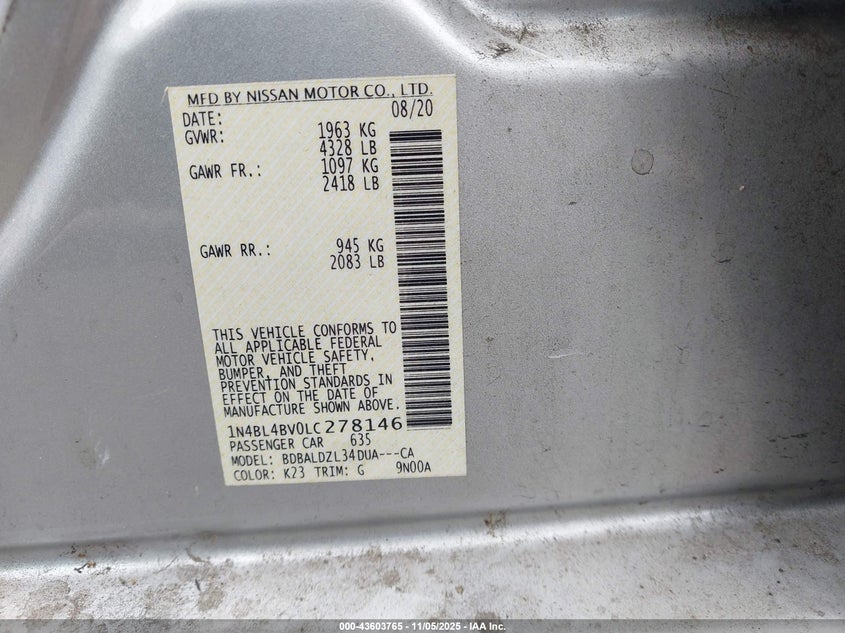 MFD BY NISSAN MOTOR CO., LTD.
DATE: 08/20
GVWR: 1963 KG
4328 LB
GAWR FR.: 1097 KG
2418 LB
GAWR RR.: 945 KG
2083 LB
THIS VEHICLE CONFORMS TO
ALL APPLICABLE FEDERAL
MOTOR VEHICLE SAFETY,
BUMPER, AND THEFT
PREVENTION STANDARDS IN
EFFECT ON THE DATE OF
MANUFACTURE SHOWN ABOVE.
1N4BL4BV0LC278146
PASSENGER CAR 635
MODEL: BDBALDZL34DUA---CA
COLOR: K23 TRIM: G 9N00A
000-43603765 - 11/05/2025 - IAA Inc.